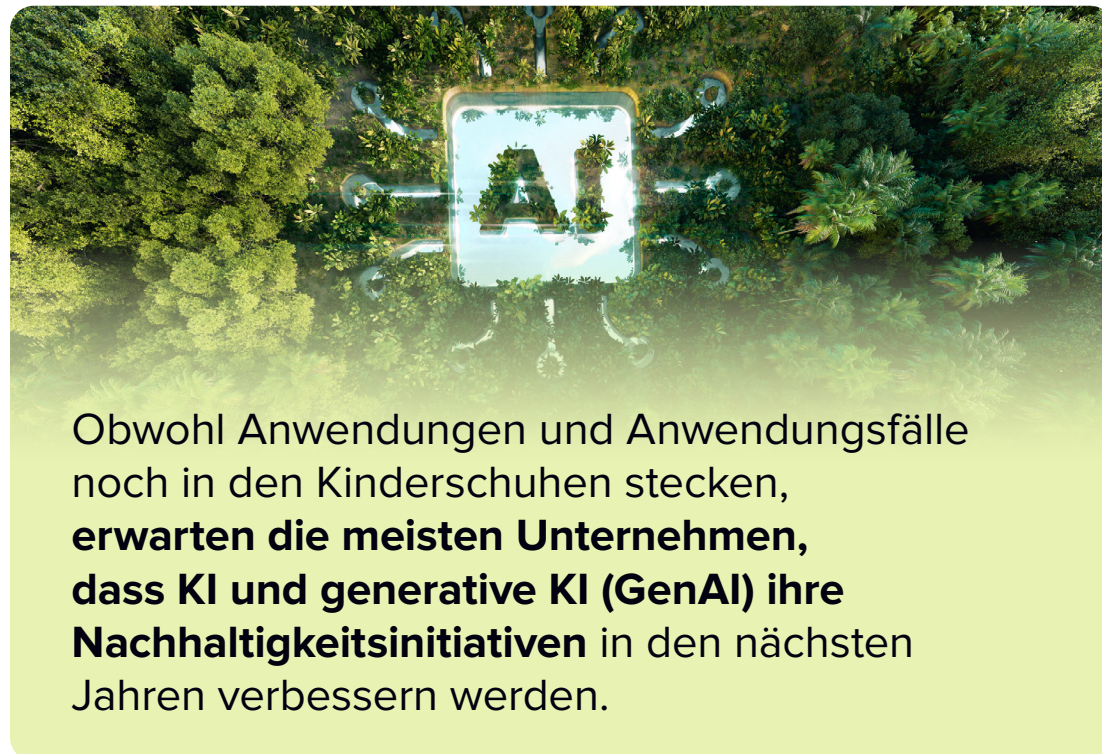 AI
Obwohl Anwendungen und Anwendungsfälle
noch in den Kinderschuhen stecken,
erwarten die meisten Unternehmen,
dass KI und generative KI (GenAI) ihre
Nachhaltigkeitsinitiativen in den nächsten
Jahren verbessern werden.